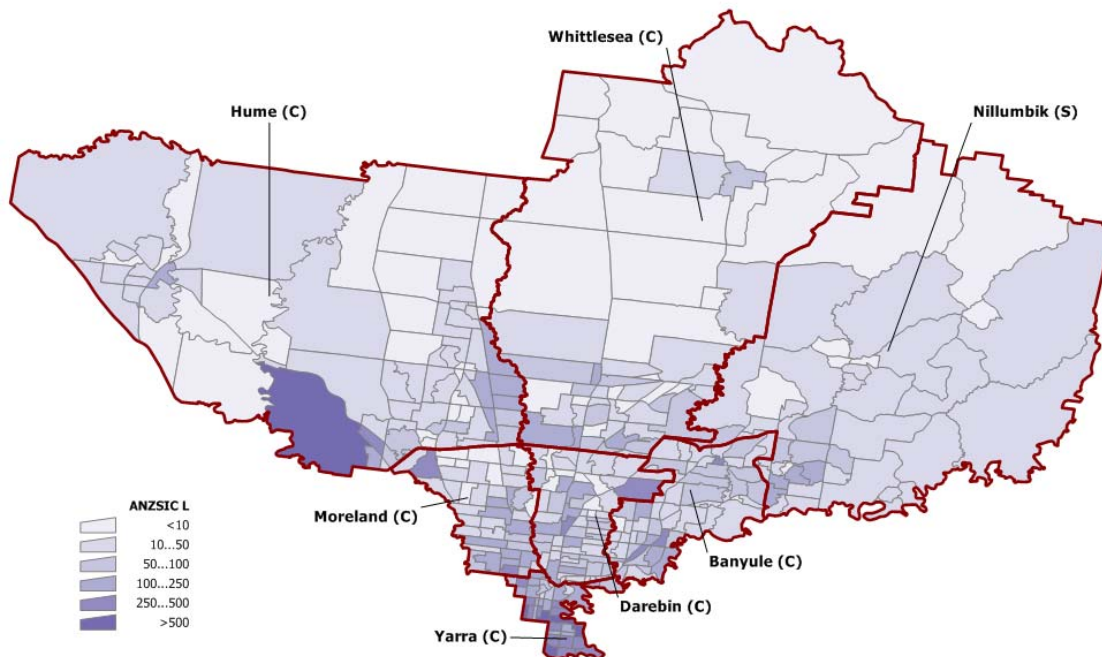 Whittlesea (C)
Hume (C)
Nillumbik (S)
ANZSIC L
<10
10...50
50...100
100...250
250...500
>500
Moreland (C)
Banyule (C)
Darebin (C)
Yarra (C)